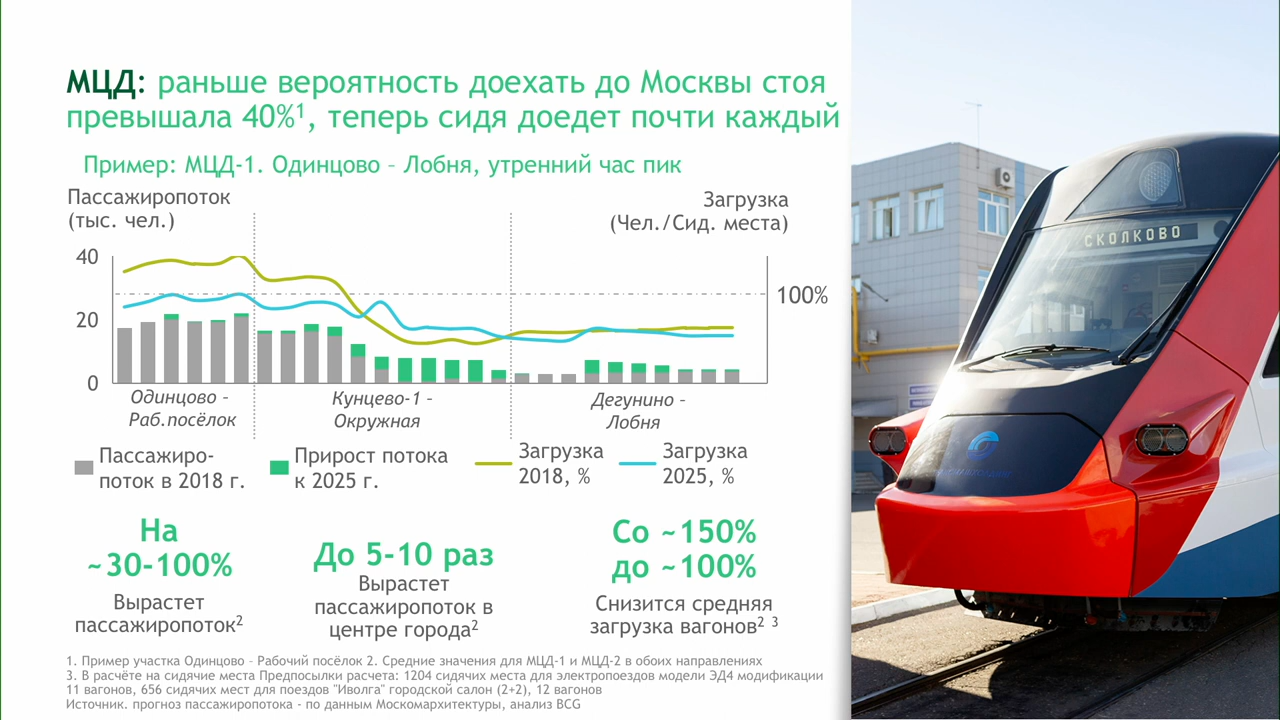 МЦД: раньше вероятность доехать до Москвы стоя
превышала 40%¹, теперь сидя доедет почти каждый
Пример: МЦД-1. Одинцово – Лобня, утренний час пик
Пассажиропоток
(тыс. чел.)
Загрузка
(Чел./Сид. места)
40
20
0
100%
Одинцово –
Раб.посёлок
Кунцево-1 –
Окружная
Дегунино –
Лобня
Пассажиро-
поток в 2018 г.
Прирост потока
к 2025 г.
Загрузка
2018, %
Загрузка
2025, %
На
~30-100%
Вырастет
пассажиропоток²
До 5-10 раз
Вырастет
пассажиропоток в
центре города²
Со ~150%
до ~100%
Снизится средняя
загрузка вагонов² ³
1. Пример участка Одинцово – Рабочий посёлок 2. Средние значения для МЦД-1 и МЦД-2 в обоих направлениях
3. В расчёте на сидячие места Предпосылки расчета: 1204 сидячих места для электропоездов модели ЭД4 модификации
11 вагонов, 656 сидячих мест для поездов "Иволга" городской салон (2+2), 12 вагонов
Источник. прогноз пассажиропотока – по данным Москомархитектуры, анализ BCG
СКОЛКОВО